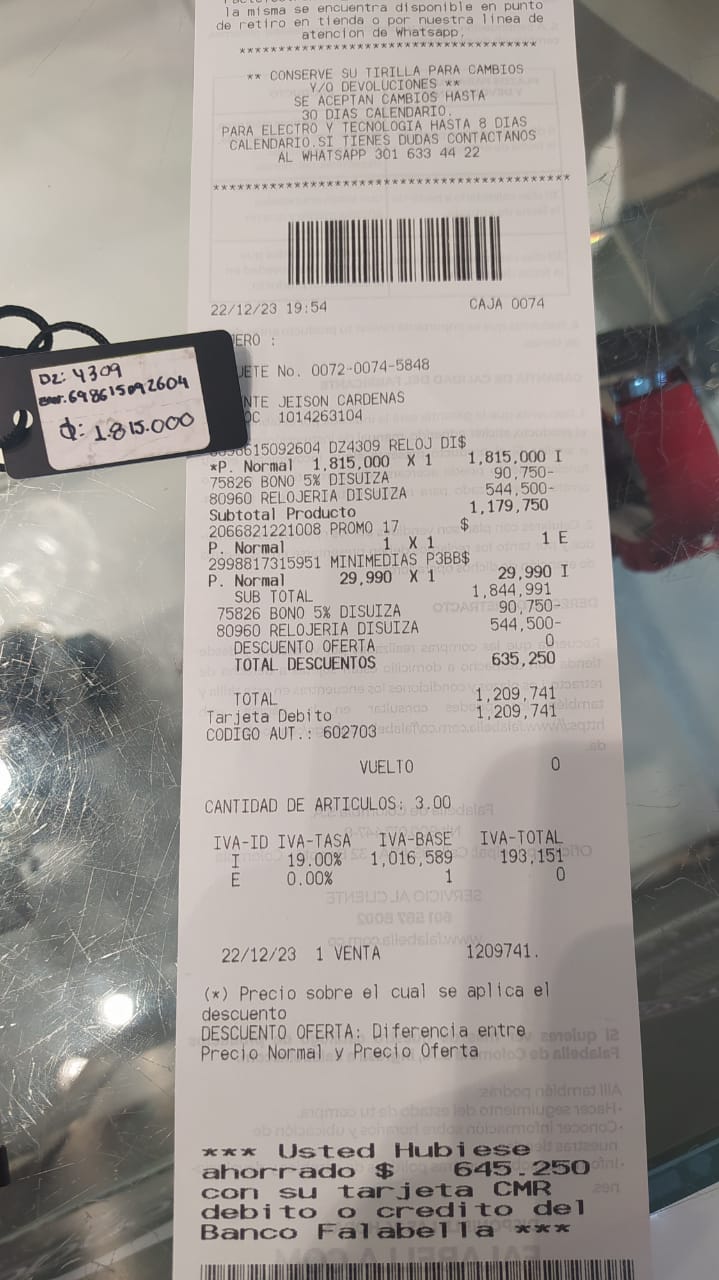 la misma se encuentra disponible en punto
de retiro en tienda o por nuestra linea de
atencion de Whatsapp,
****************************************
** CONSERVE SU TIRILLA PARA CAMBIOS
Y/O DEVOLUCIONES **
SE ACEPTAN CAMBIOS HASTA
30 DIAS CALENDARIO.
PARA ELECTRO Y TECNOLOGIA HASTA 8 DIAS
CALENDARIO.SI TIENES DUDAS CONTACTANOS
AL WHATSAPP 301 633 44 22
****************************************
22/12/23 19:54 CAJA 0074
ERO :
UETE No. 0072-0074-5848
NTE JEISON CARDENAS
OC 1014263104
DZ: 4309
698615092604
₡: 1.815.000
8615092604 DZ4309 RELOJ DI$
*P. Normal 1,815,000 X 1 1,815,000 I
75826 BONO 5% DISUIZA 90,750-
80960 RELOJERIA DISUIZA 544,500-
Subtotal Producto 1,179,750
2066821221008 PROMO 17 $
P. Normal 1 X 1 1 E
2998817315951 MINIMEDIAS P3BB$
P. Normal 29,990 X 1 29,990 I
SUB TOTAL 1,844,991
75826 BONO 5% DISUIZA 90,750-
80960 RELOJERIA DISUIZA 544,500-
DESCUENTO OFERTA 0
TOTAL DESCUENTOS 635,250
TOTAL 1,209,741
Tarjeta Debito 1,209,741
CODIGO AUT.: 602703
VUELTO 0
CANTIDAD DE ARTICULOS: 3.00
IVA-ID IVA-TASA IVA-BASE IVA-TOTAL
I 19.00% 1,016,589 193,151
E 0.00% 1 0
22/12/23 1 VENTA 1209741.
(*) Precio sobre el cual se aplica el
descuento
DESCUENTO OFERTA: Diferencia entre
Precio Normal y Precio Oferta
*** Usted Hubiese
ahorrado $ 645.250
con su tarjeta CMR
debito o credito del
Banco Falabella ***